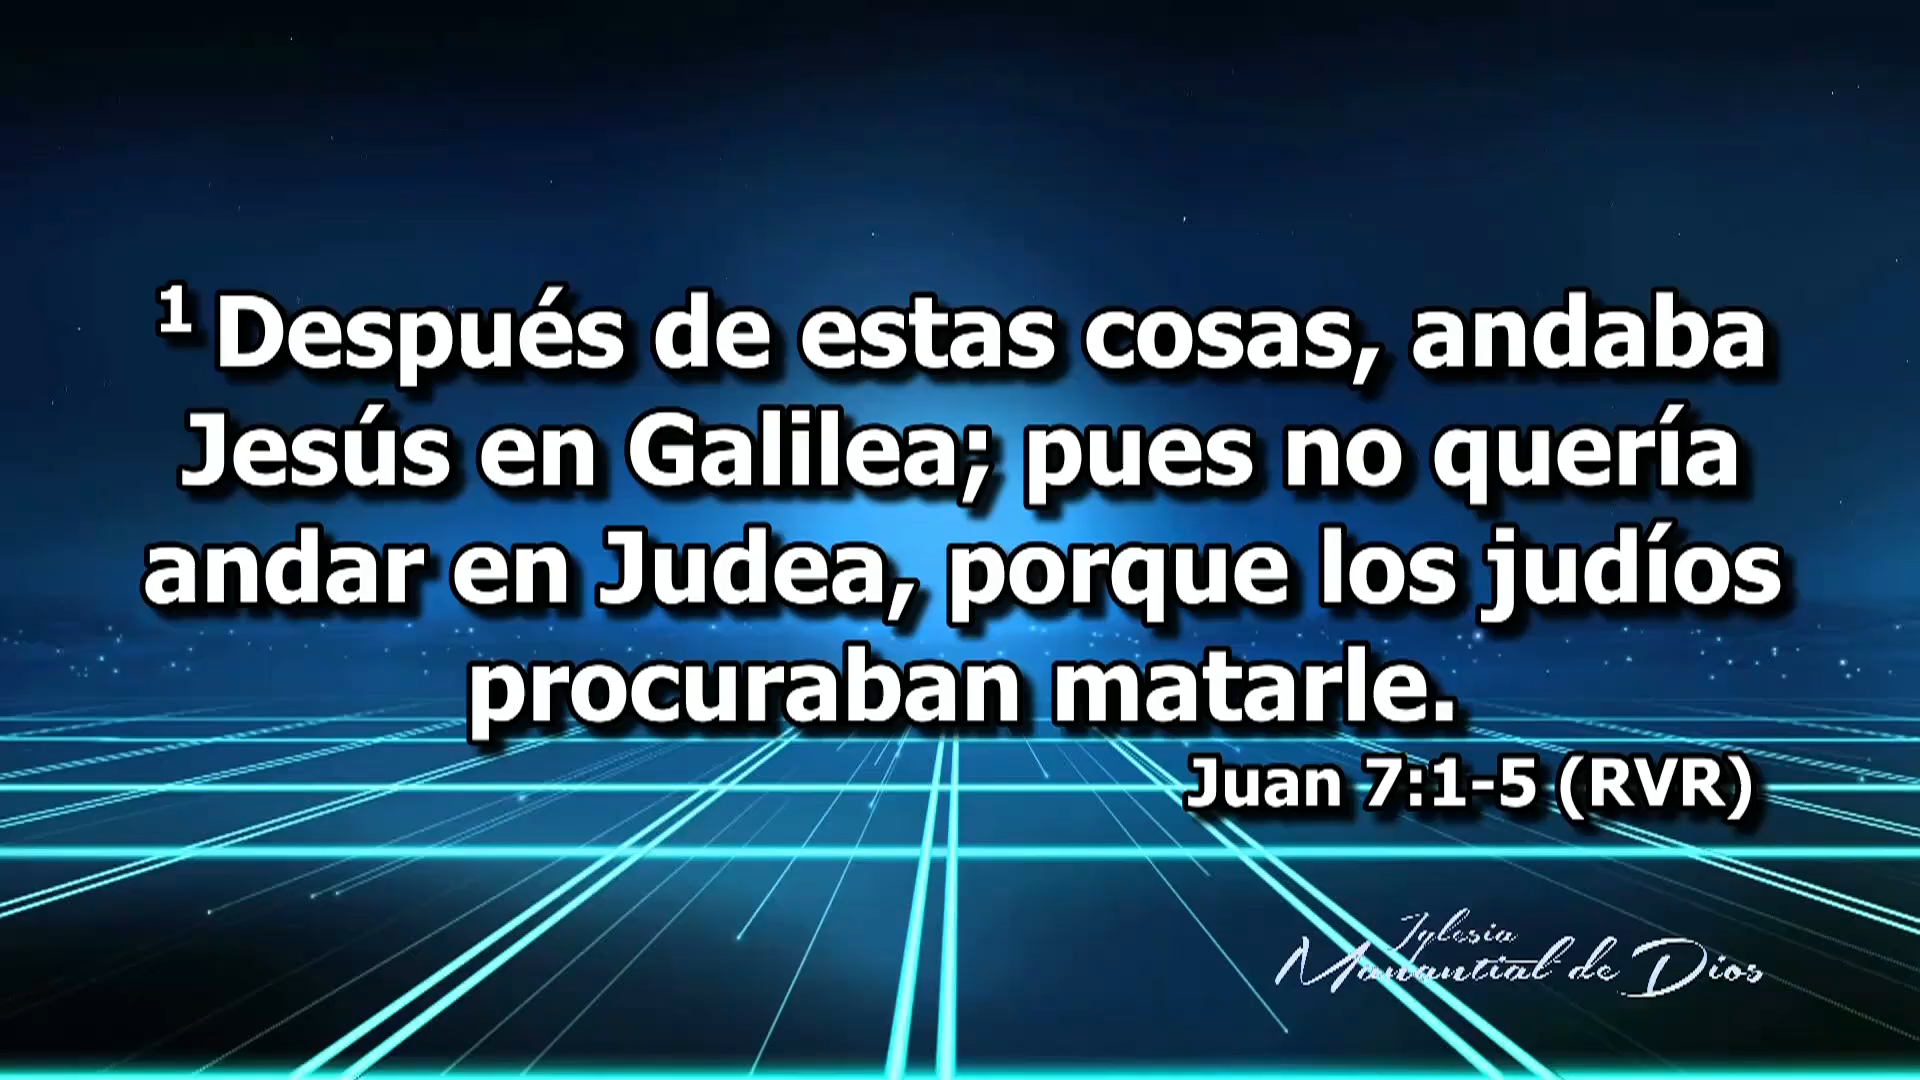 1 Después de estas cosas, andaba
Jesús en Galilea; pues no quería
andar en Judea, porque los judíos
procuraban matarle.
Juan 7:1-5 (RVR)
Iglesia
Manantial de Dios